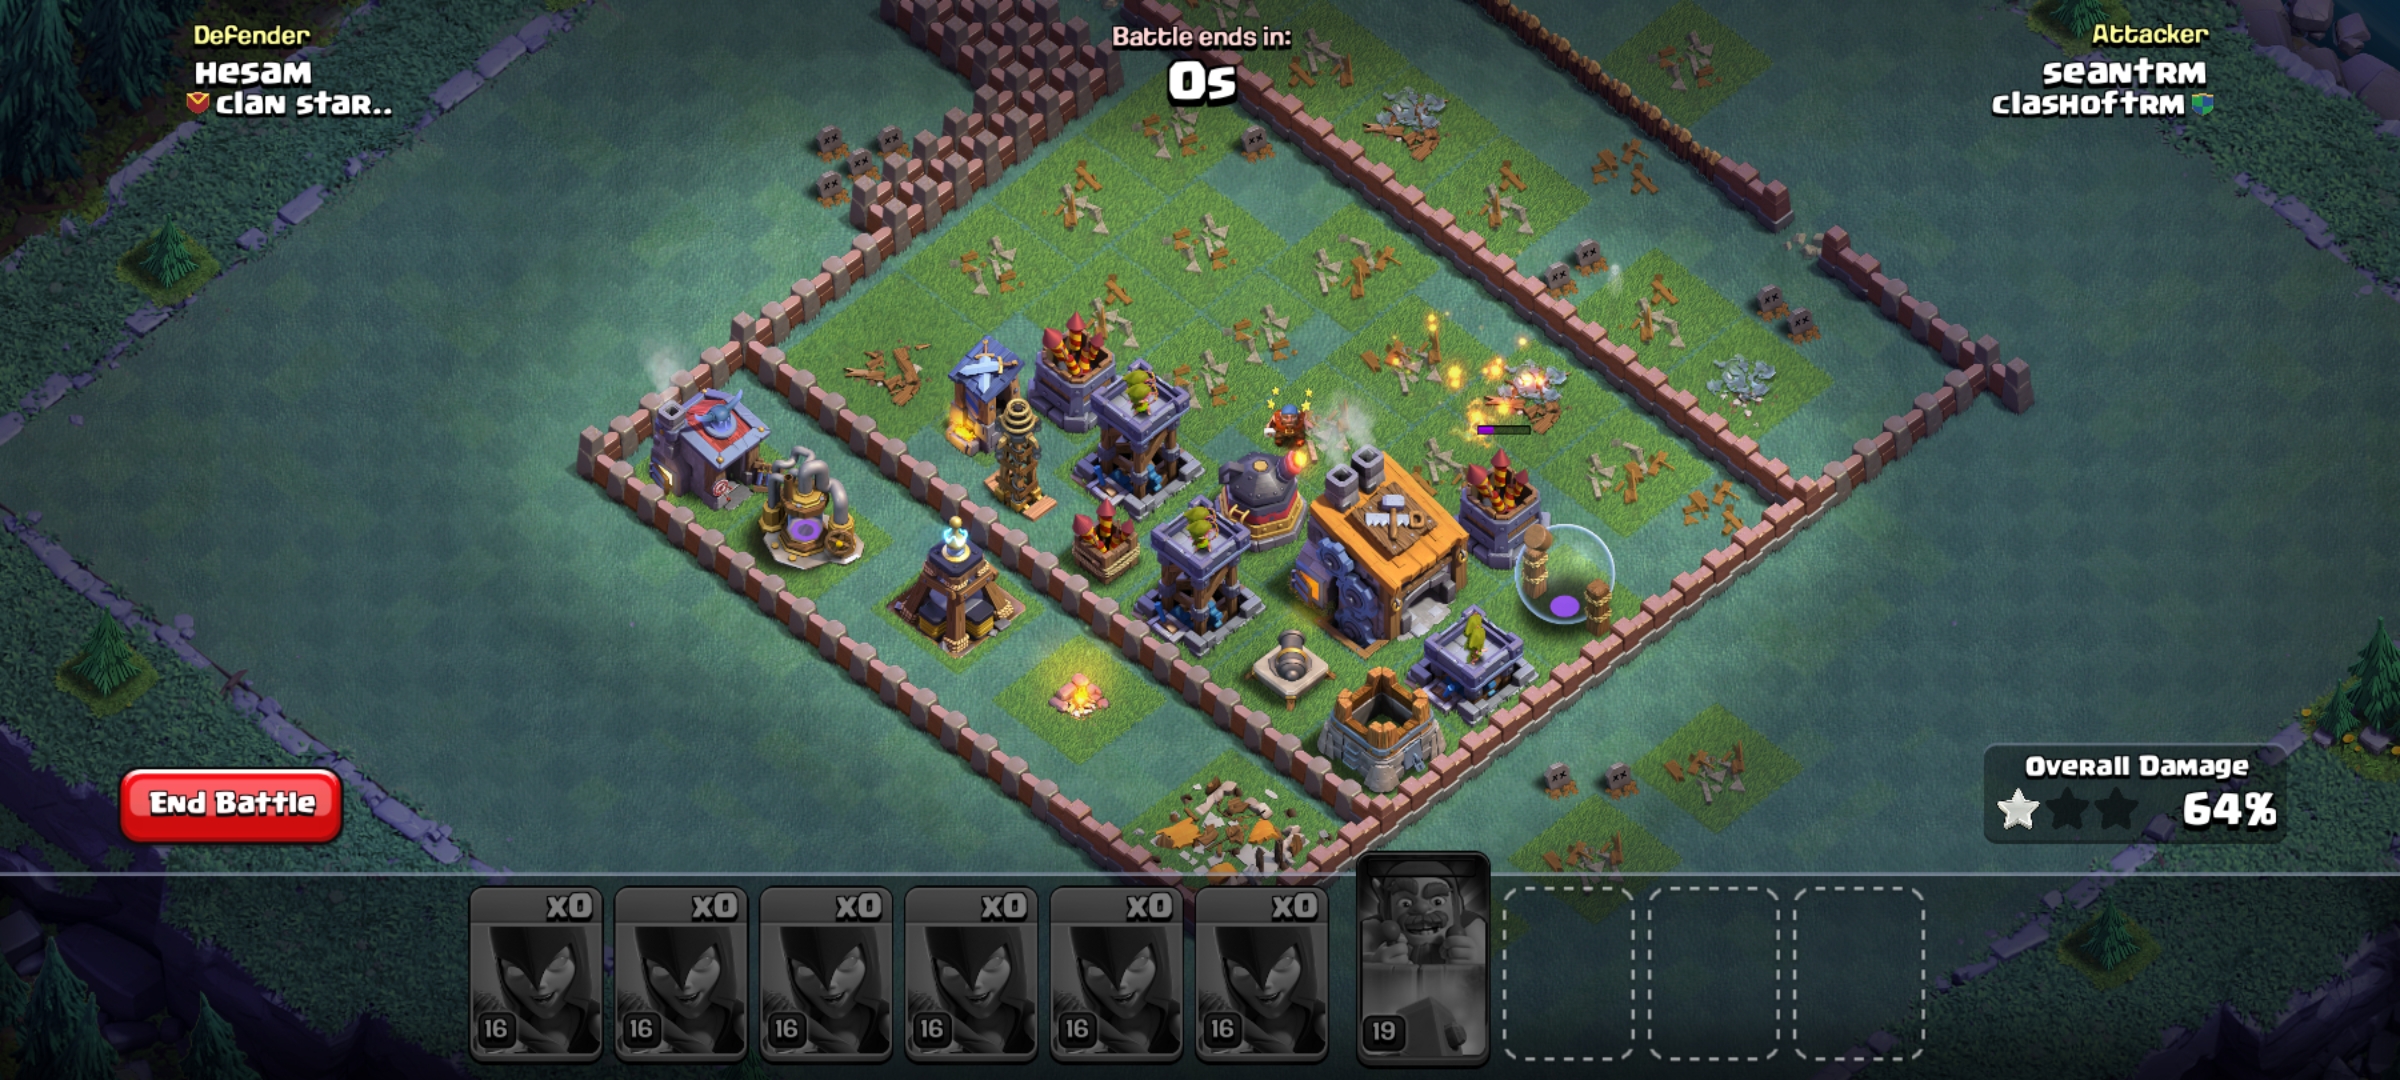 Defender
Hesam
clan star..
Battle ends in:
0s
Attacker
seantRM
clashoftRM
End Battle
Overall Damage
64%
x0 x0 x0 x0 x0 x0
16 16 16 16 16 16 19